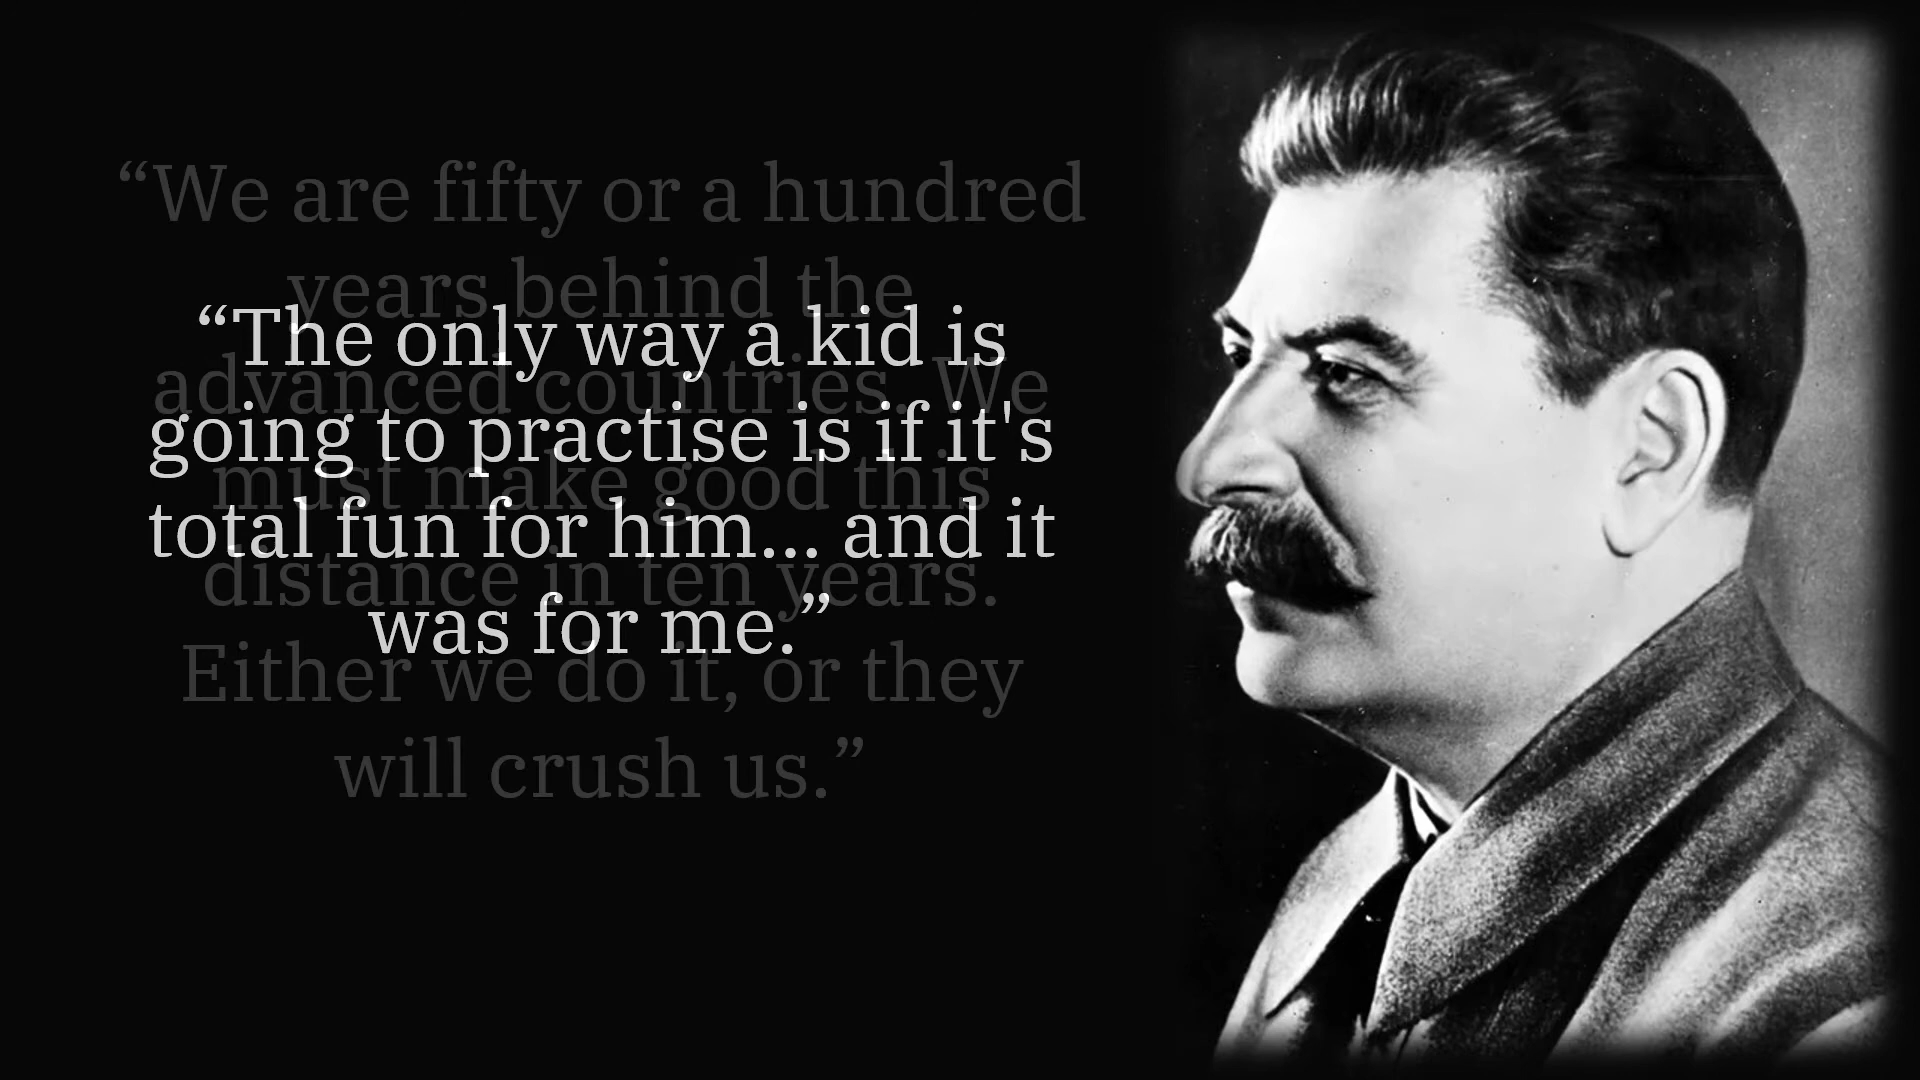 “We are fifty or a hundred
years behind the
advanced countries. We
must make good this
distance in ten years.
Either we do it, or they
will crush us.”
“The only way a kid is
going to practise is if it's
total fun for him... and it
was for me.”